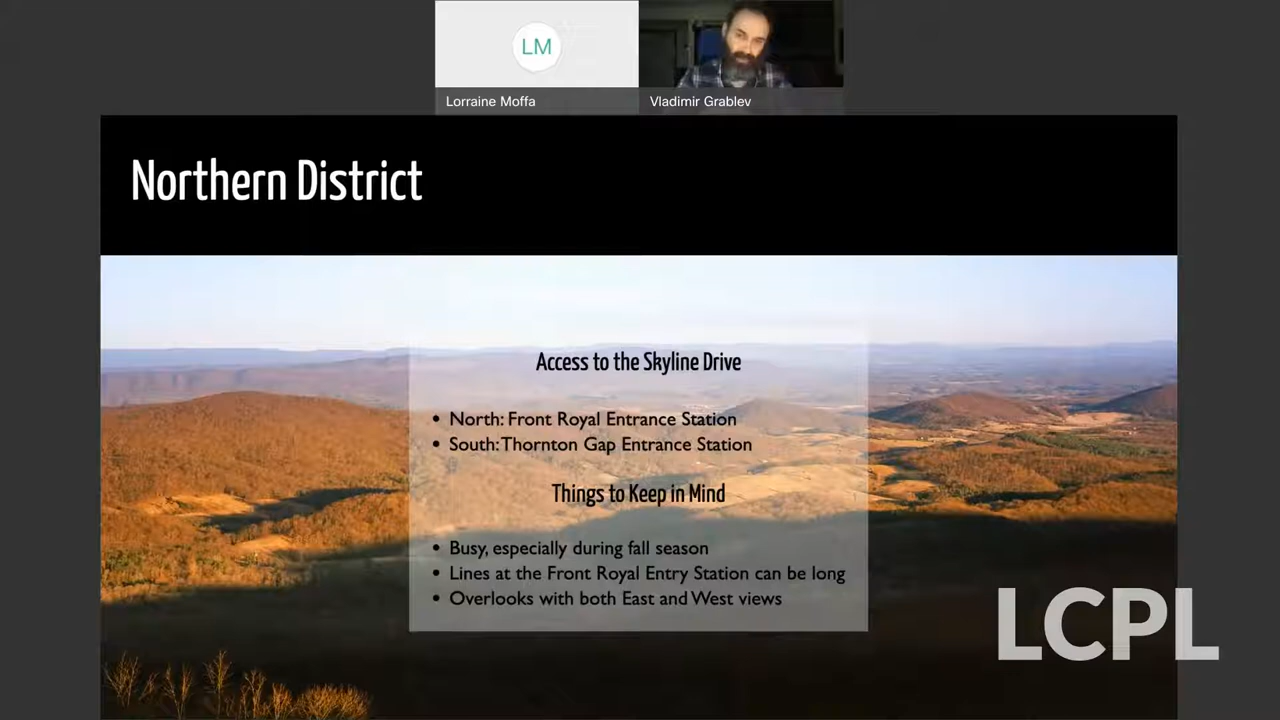 LM
Lorraine Moffa
Vladimir Grablev
Northern District
Access to the Skyline Drive
• North: Front Royal Entrance Station
• South: Thornton Gap Entrance Station
Things to Keep in Mind
• Busy, especially during fall season
• Lines at the Front Royal Entry Station can be long
• Overlooks with both East and West views
LCPL